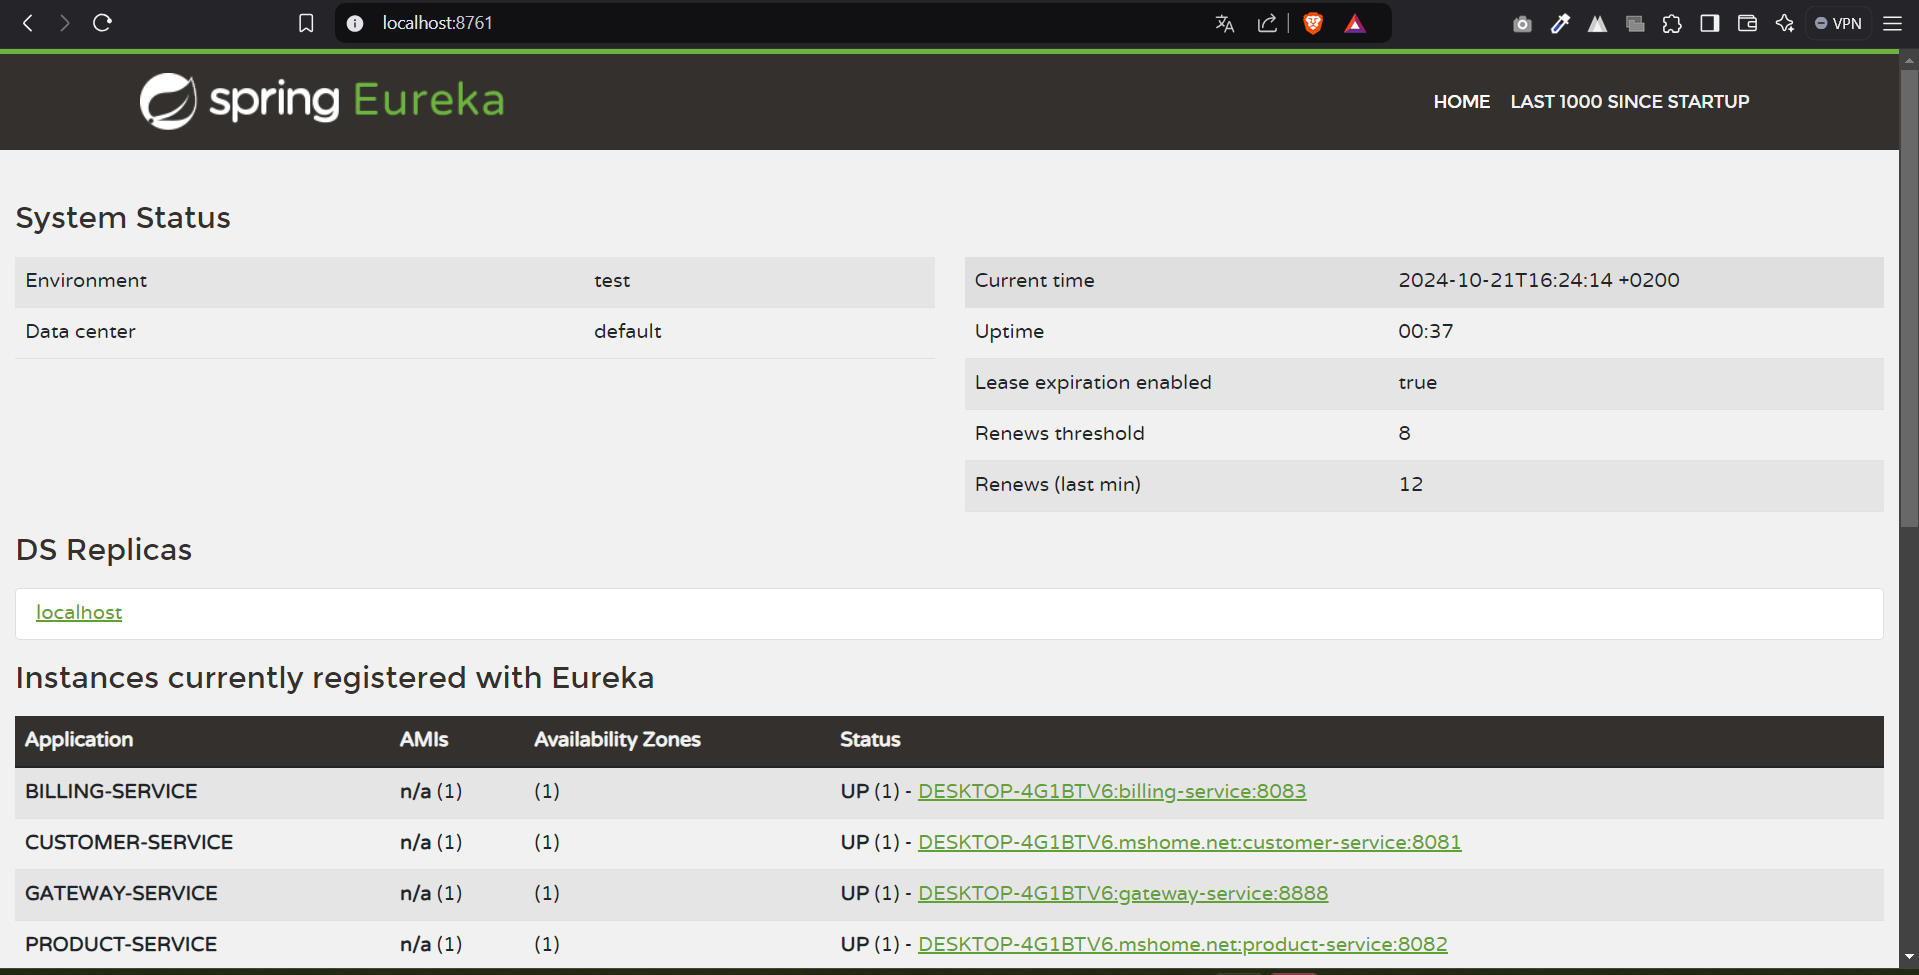 localhost:8761
VPN
spring Eureka
HOME LAST 1000 SINCE STARTUP
System Status
Environment test
Data center default
Current time 2024-10-21T16:24:14 +0200
Uptime 00:37
Lease expiration enabled true
Renews threshold 8
Renews (last min) 12
DS Replicas
localhost
Instances currently registered with Eureka
Application AMIs Availability Zones Status
BILLING-SERVICE n/a (1) (1) UP (1) - DESKTOP-4G1BTV6:billing-service:8083
CUSTOMER-SERVICE n/a (1) (1) UP (1) - DESKTOP-4G1BTV6.mshome.net:customer-service:8081
GATEWAY-SERVICE n/a (1) (1) UP (1) - DESKTOP-4G1BTV6:gateway-service:8888
PRODUCT-SERVICE n/a (1) (1) UP (1) - DESKTOP-4G1BTV6.mshome.net:product-service:8082